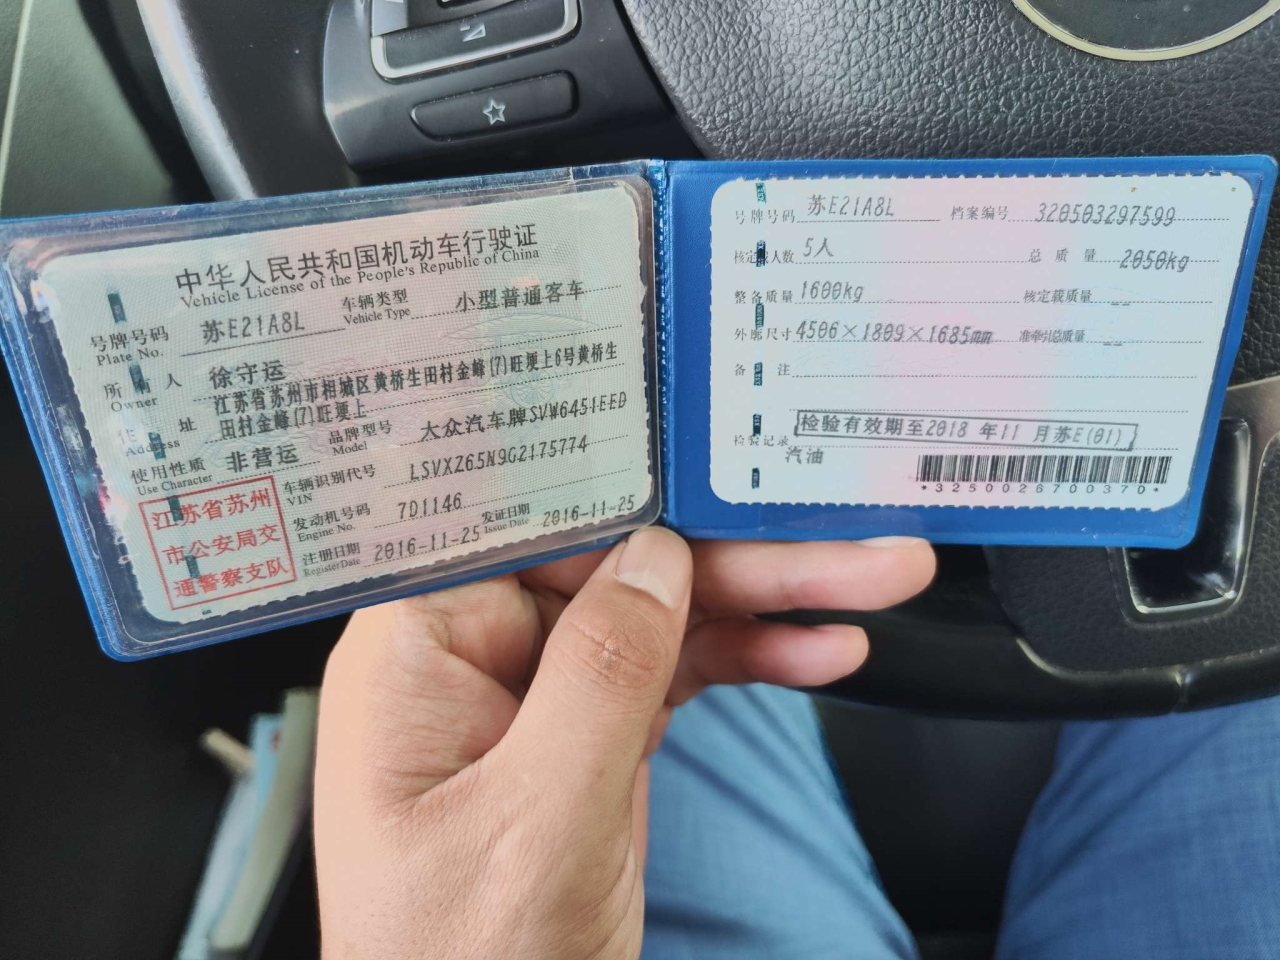 中华人民共和国机动车行驶证
Vehicle License of the People's Republic of China
号牌号码 苏E21A8L 车辆类型 小型普通客车
Plate No. Vehicle Type
所有人 徐守运
Owner
住址 江苏省苏州市相城区黄桥生田村金峰(7)旺埂上6号黄桥生
Address 田村金峰(7)旺埂上
使用性质 非营运 品牌型号 大众汽车牌SVW6451EED
Use Character Model
车辆识别代号 LSVXZ65N9G2175774
VIN
发动机号码 7D1146
Engine No.
注册日期 2016-11-25 发证日期 2016-11-25
Register Date Issue Date
江苏省苏州
市公安局交
通警察支队
号牌号码 苏E21A8L 档案编号 320503297599
核定载人数 5人 总质量 2050kg
整备质量 1600kg 核定载质量 --
外廓尺寸 4506×1809×1685mm 准牵引总质量 --
备注
检验记录 检验有效期至2018年11月苏E(01)
汽油
*3250026700370*